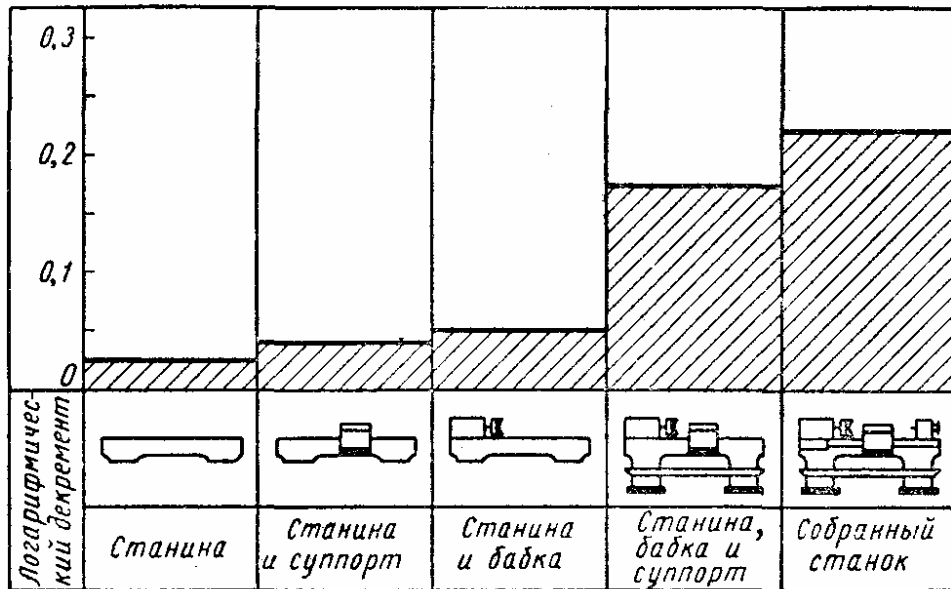 0,3
0,2
0,1
0
Логарифмичес-
кий декремент
Станина
Станина
и суппорт
Станина
и бабка
Станина,
бабка и
суппорт
Собранный
станок